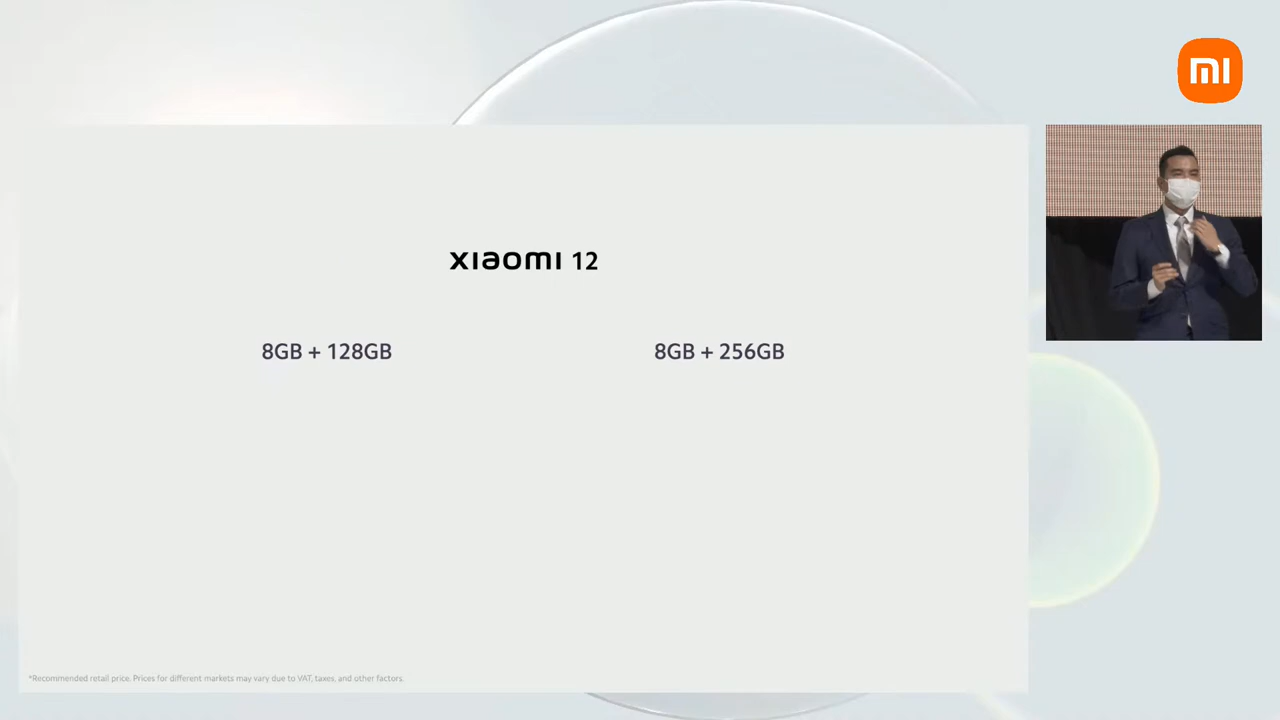 mi
xiaomi 12
8GB + 128GB
8GB + 256GB
*Recommended retail price. Prices for different markets may vary due to VAT, taxes, and other factors.